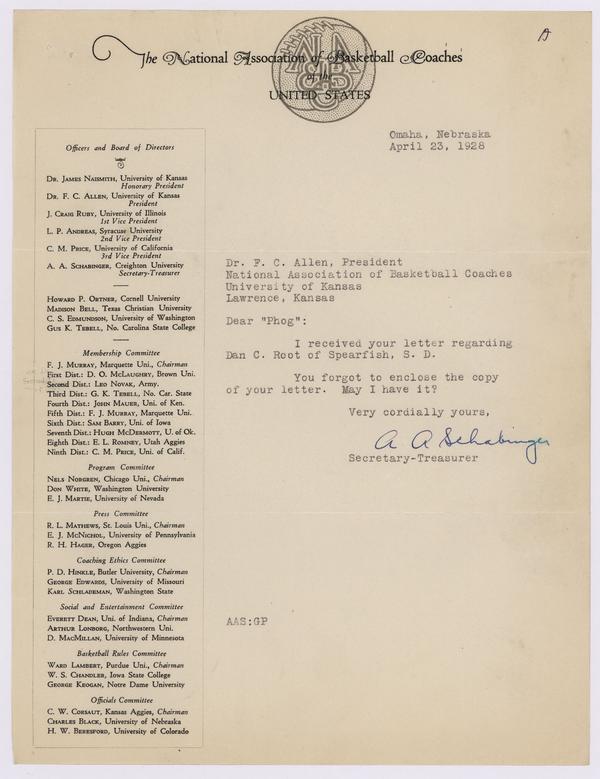 The National Association of Basketball Coaches
of the
UNITED STATES
Omaha, Nebraska
April 23, 1928
Officers and Board of Directors
DR. JAMES NAISMITH, University of Kansas
Honorary President
DR. F. C. ALLEN, University of Kansas
President
J. CRAIG RUBY, University of Illinois
1st Vice President
L. P. ANDREAS, Syracuse University
2nd Vice President
C. M. PRICE, University of California
3rd Vice President
A. A. SCHABINGER, Creighton University
Secretary-Treasurer
HOWARD P. ORTNER, Cornell University
MADISON BELL, Texas Christian University
C. S. EDMUNDSON, University of Washington
GUS K. TEBELL, No. Carolina State College
Membership Committee
F. J. MURRAY, Marquette Uni., Chairman
First Dist.: D. O. MCLAUGHRY, Brown Uni.
Second Dist.: LEO NOVAK, Army.
Third Dist.: G. K. TEBELL, No. Car. State
Fourth Dist.: JOHN MAUER, Uni. of Ken.
Fifth Dist.: F. J. MURRAY, Marquette Uni.
Sixth Dist.: SAM BARRY, Uni. of Iowa
Seventh Dist.: HUGH MCDERMOTT, U. of Ok.
Eighth Dist.: E. L. ROMNEY, Utah Aggies
Ninth Dist.: C. M. PRICE, Uni. of Calif.
Program Committee
NELS NORGREN, Chicago Uni., Chairman
DON WHITE, Washington University
E. J. MARTIE, University of Nevada
Press Committee
R. L. MATHEWS, St. Louis Uni., Chairman
E. J. MCNICHOL, University of Pennsylvania
R. H. HAGER, Oregon Aggies
Coaching Ethics Committee
P. D. HINKLE, Butler University, Chairman
GEORGE EDWARDS, University of Missouri
KARL SCHLADEMAN, Washington State
Social and Entertainment Committee
EVERETT DEAN, Uni. of Indiana, Chairman
ARTHUR LONBORG, Northwestern Uni.
D. MACMILLAN, University of Minnesota
Basketball Rules Committee
WARD LAMBERT, Purdue Uni., Chairman
W. S. CHANDLER, Iowa State College
GEORGE KEOGAN, Notre Dame University
Officials Committee
C. W. CORSAUT, Kansas Aggies, Chairman
CHARLES BLACK, University of Nebraska
H. W. BERESFORD, University of Colorado
Dr. F. C. Allen, President
National Association of Basketball Coaches
University of Kansas
Lawrence, Kansas
Dear "Phog":
I received your letter regarding
Dan C. Root of Spearfish, S. D.
You forgot to enclose the copy
of your letter. May I have it?
Very cordially yours,
A A Schabinger
Secretary-Treasurer
AAS:GP